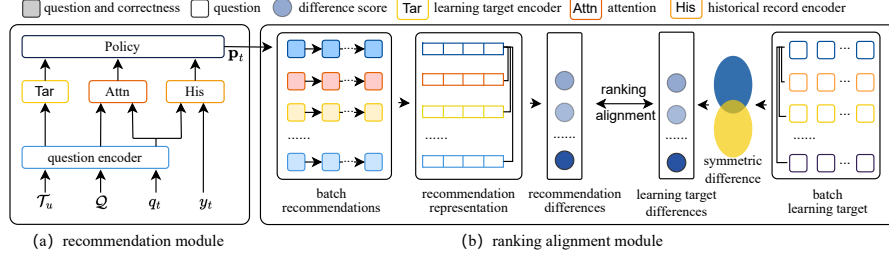 question and correctness question difference score Tar learning target encoder Attn attention His historical record encoder
Policy
p_t
Tar Attn His
question encoder
𝒯_u 𝒬 q_t y_t
(a) recommendation module
......
batch
recommendations
......
recommendation
representation
......
recommendation
differences
ranking
alignment
......
learning target
differences
symmetric
difference
...
...
...
......
...
batch
learning target
(b) ranking alignment module